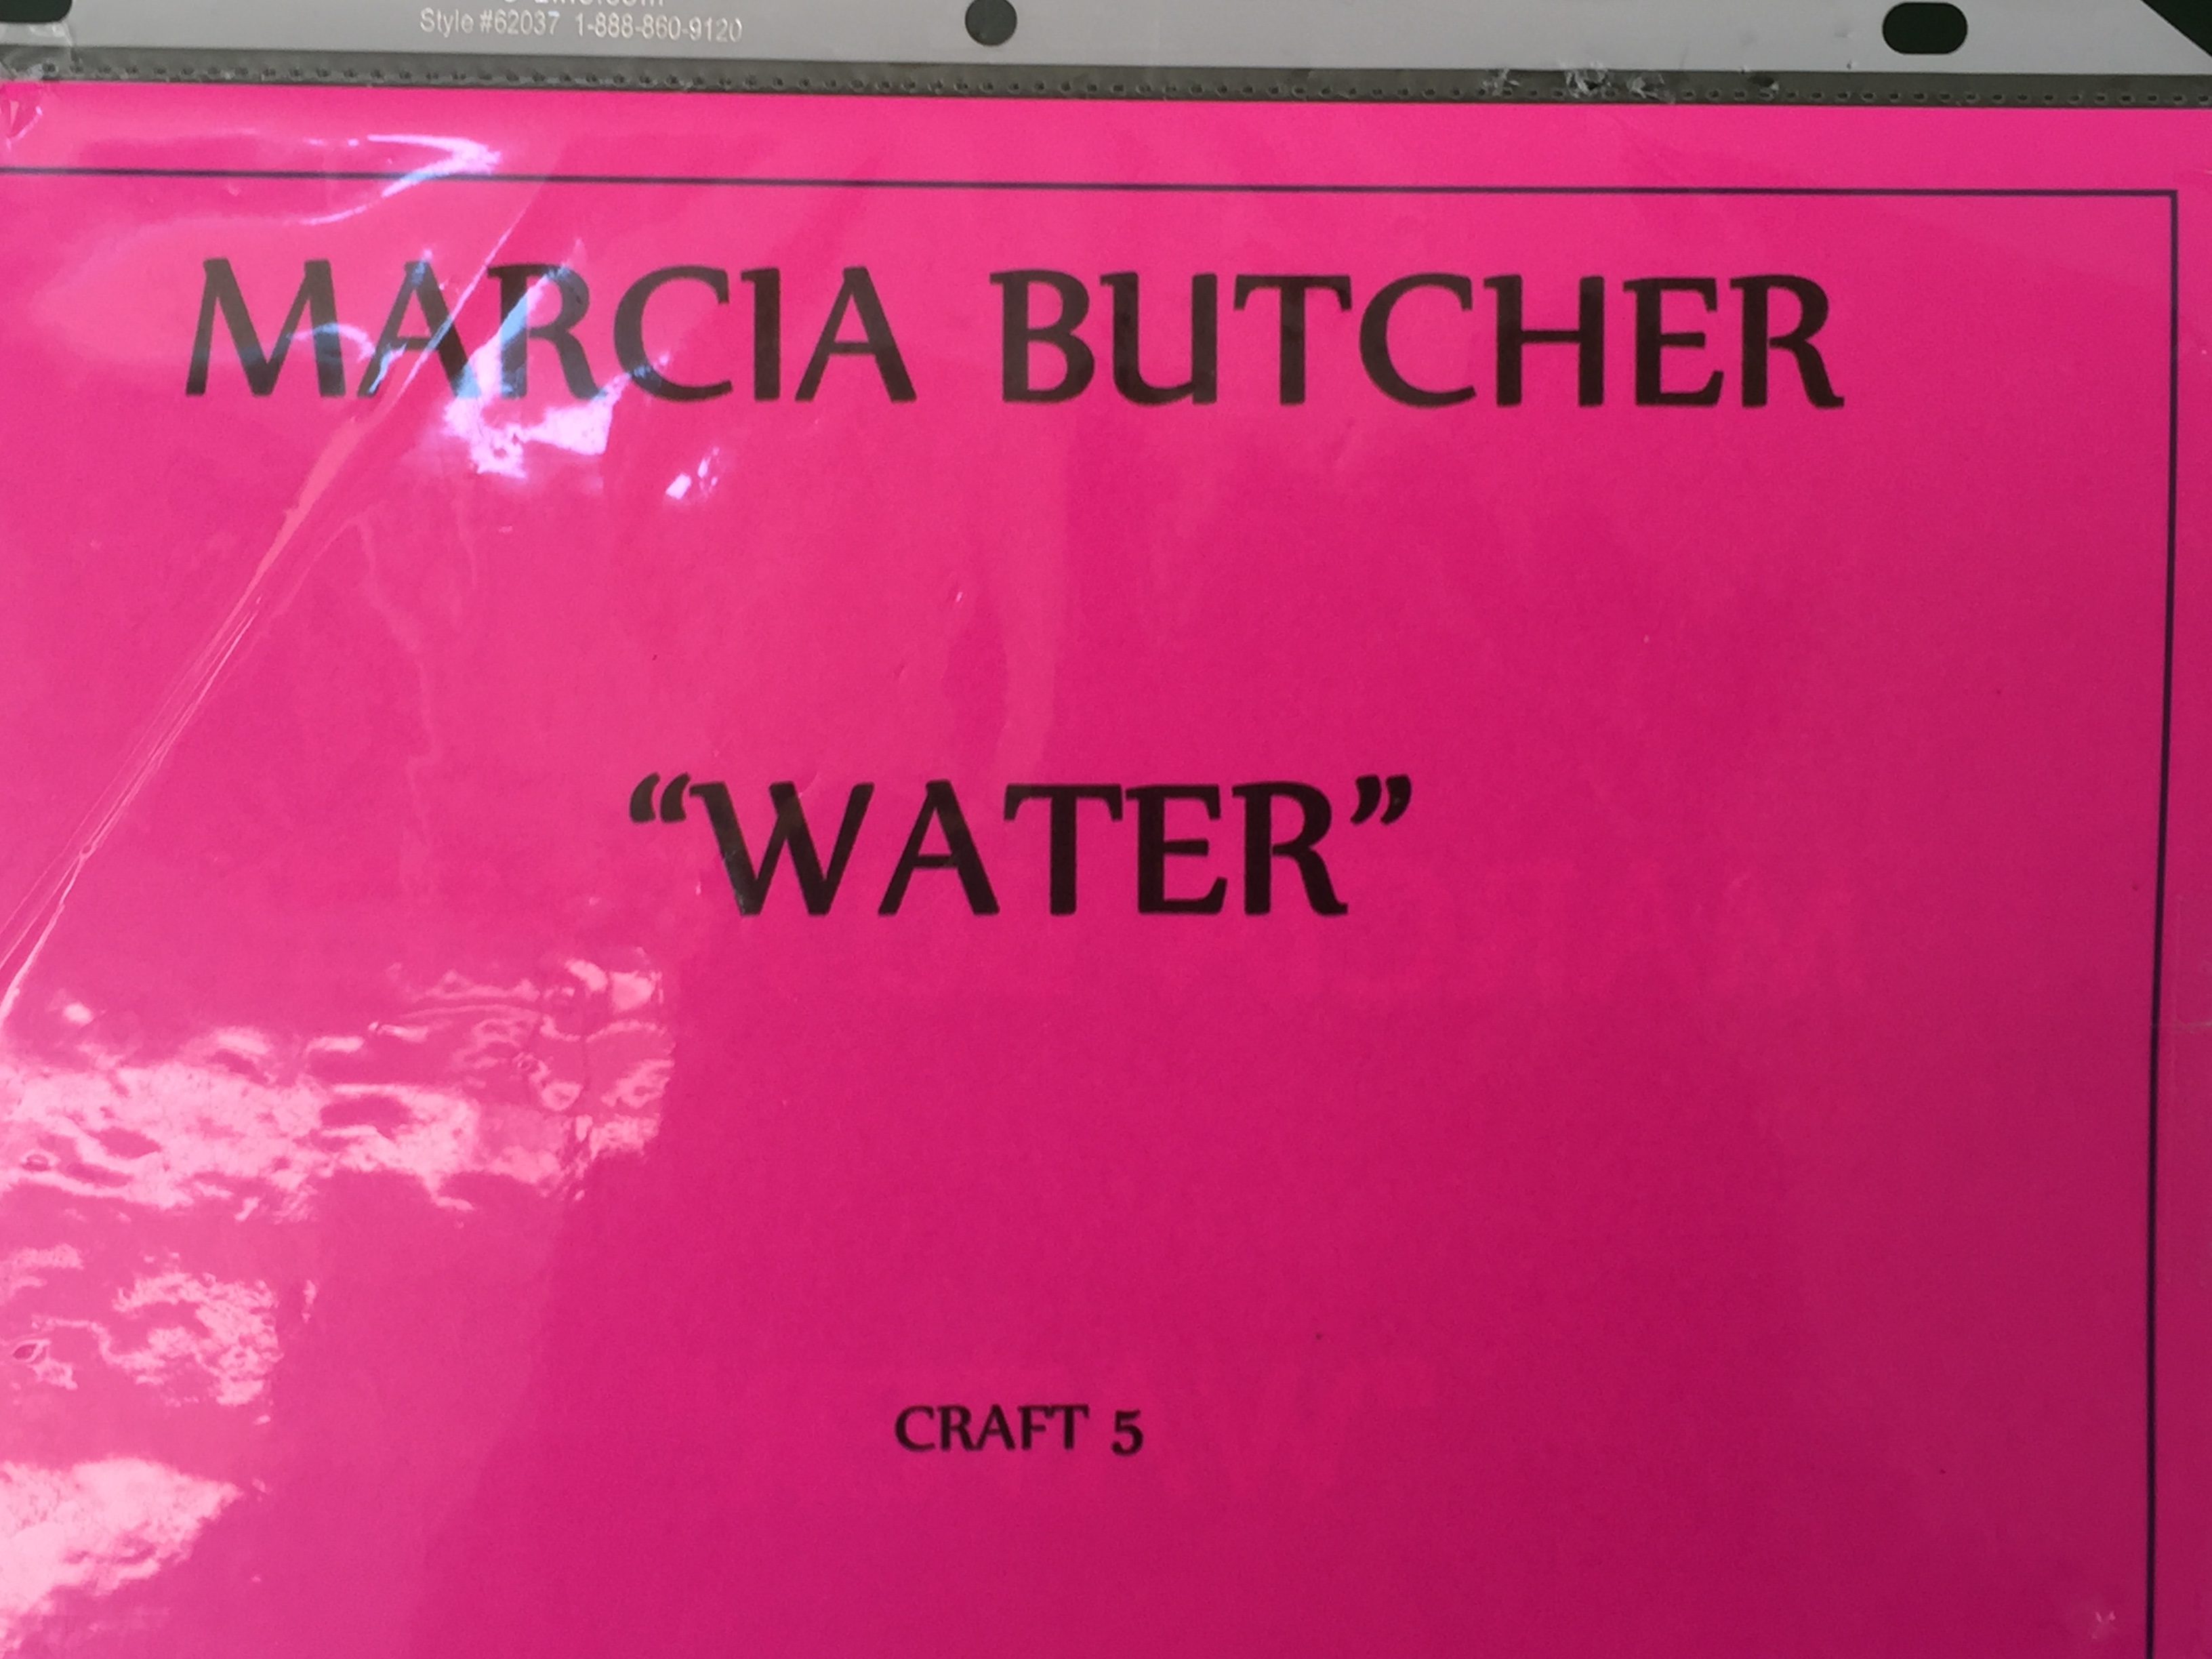 Style #62037 1-888-860-9120
MARCIA BUTCHER
“WATER”
CRAFT 5